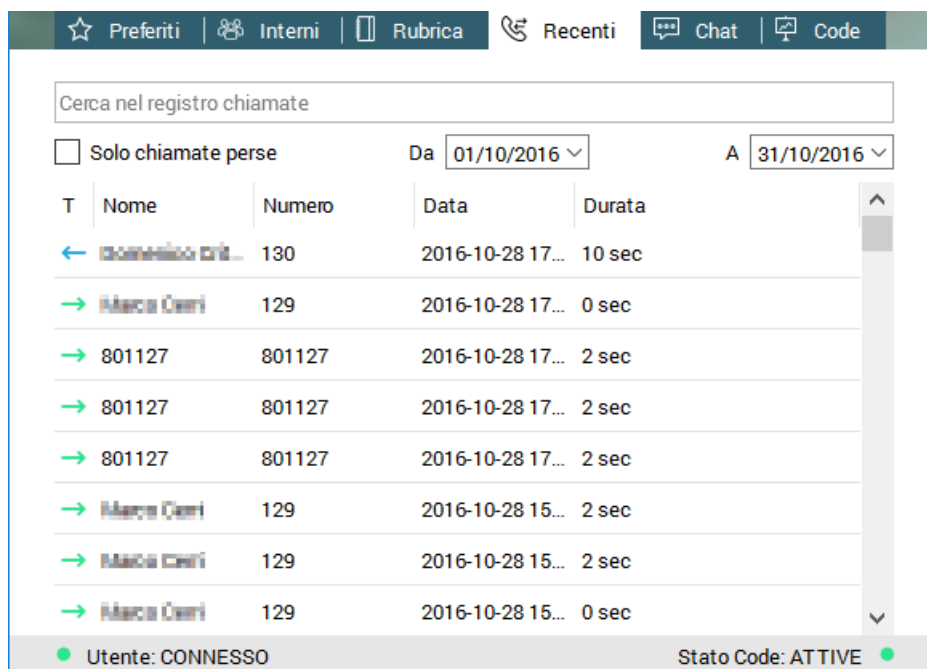 Preferiti Interni Rubrica Recenti Chat Code
Cerca nel registro chiamate
Solo chiamate perse Da 01/10/2016 A 31/10/2016
T Nome Numero Data Durata
130 2016-10-28 17... 10 sec
129 2016-10-28 17... 0 sec
801127 801127 2016-10-28 17... 2 sec
801127 801127 2016-10-28 17... 2 sec
801127 801127 2016-10-28 17... 2 sec
129 2016-10-28 15... 2 sec
129 2016-10-28 15... 2 sec
129 2016-10-28 15... 0 sec
Utente: CONNESSO Stato Code: ATTIVE